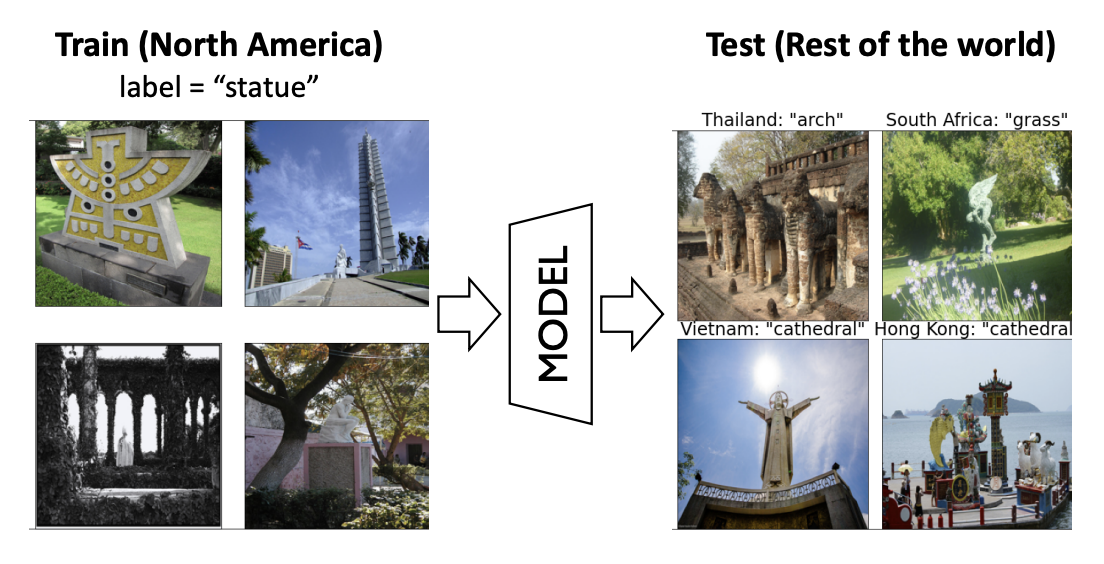 Train (North America)
label = “statue”
Test (Rest of the world)
Thailand: "arch"
South Africa: "grass"
MODEL
Vietnam: "cathedral"
Hong Kong: "cathedral